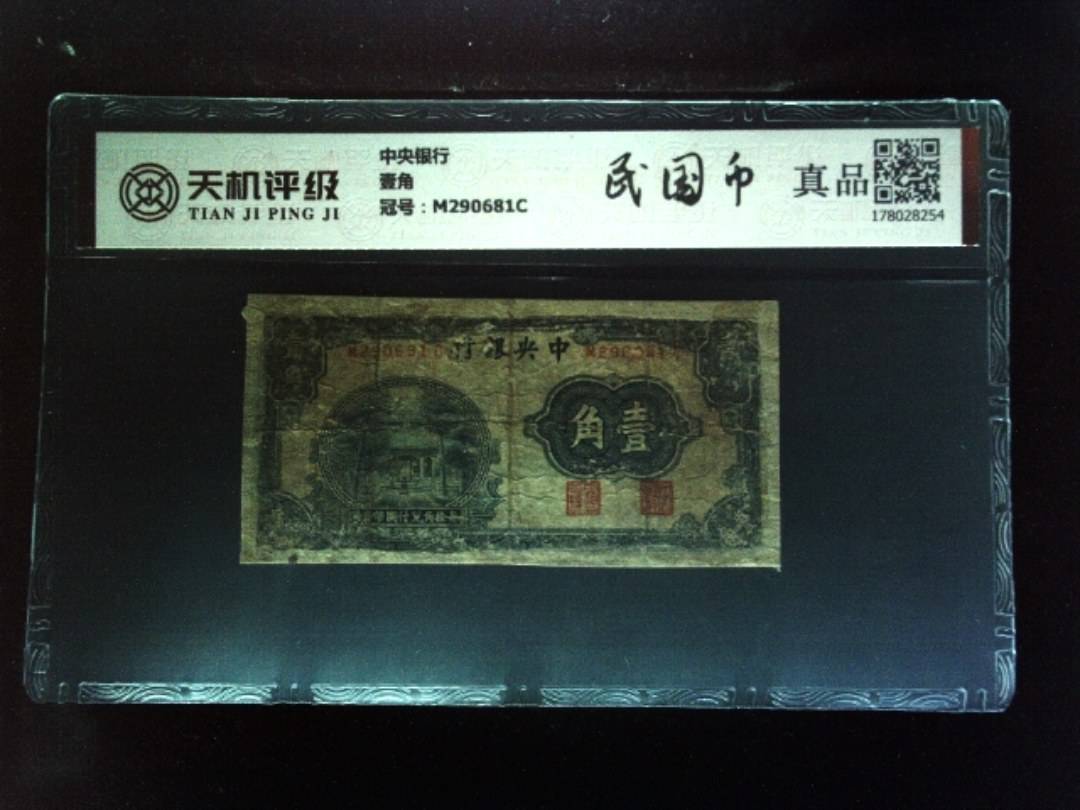 天机评级
TIAN JI PING JI
中央银行
壹角
冠号：M290681C
民国币
真品
178028254
行銀央中
角壹